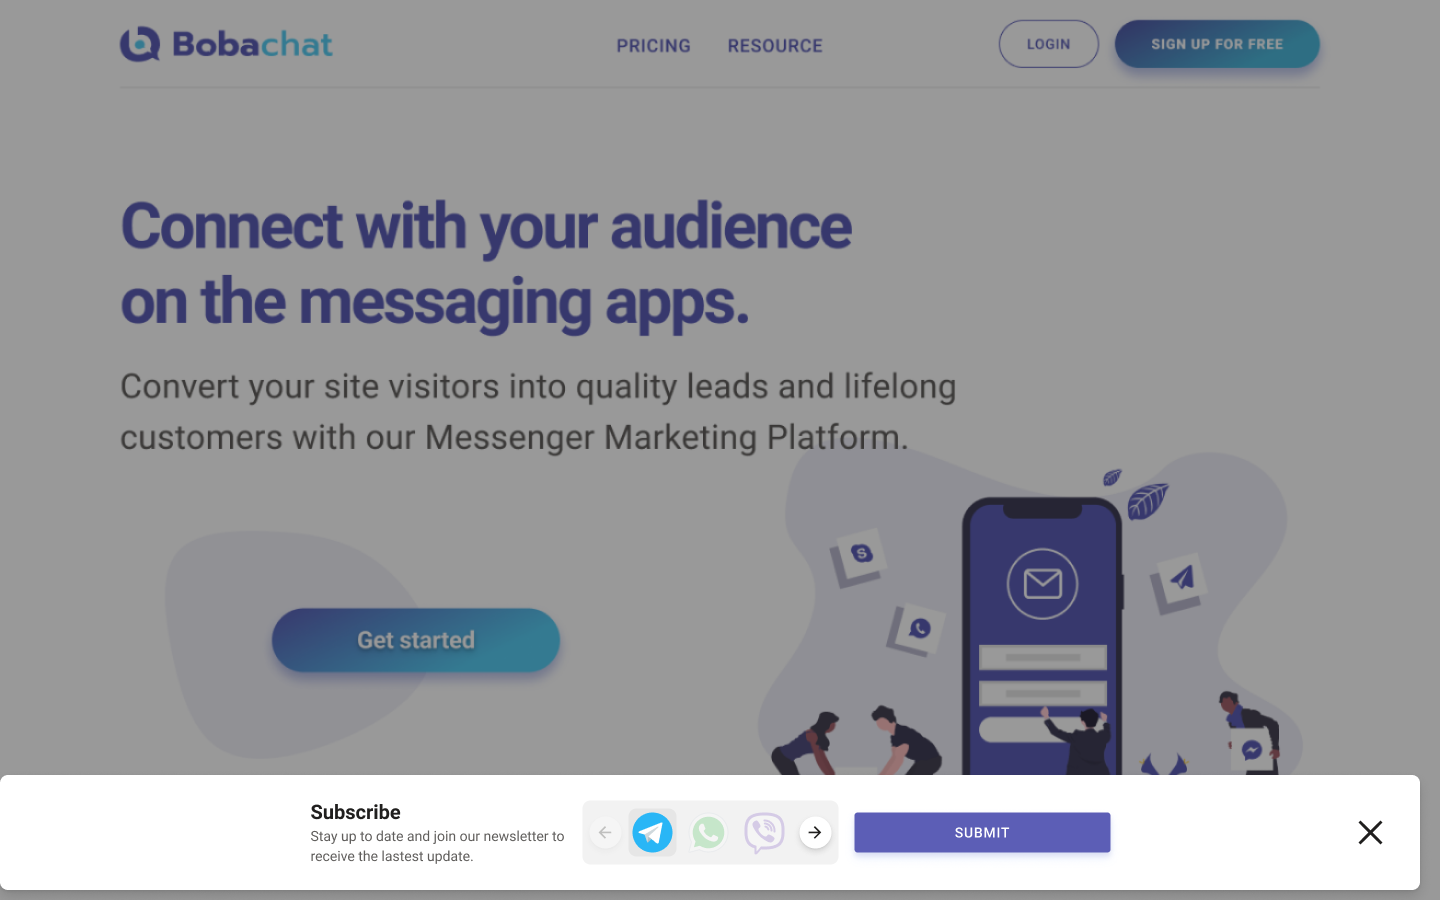 Bobachat
PRICING
RESOURCE
LOGIN
SIGN UP FOR FREE
Connect with your audience
on the messaging apps.
Convert your site visitors into quality leads and lifelong
customers with our Messenger Marketing Platform.
Get started
Subscribe
Stay up to date and join our newsletter to
receive the lastest update.
SUBMIT